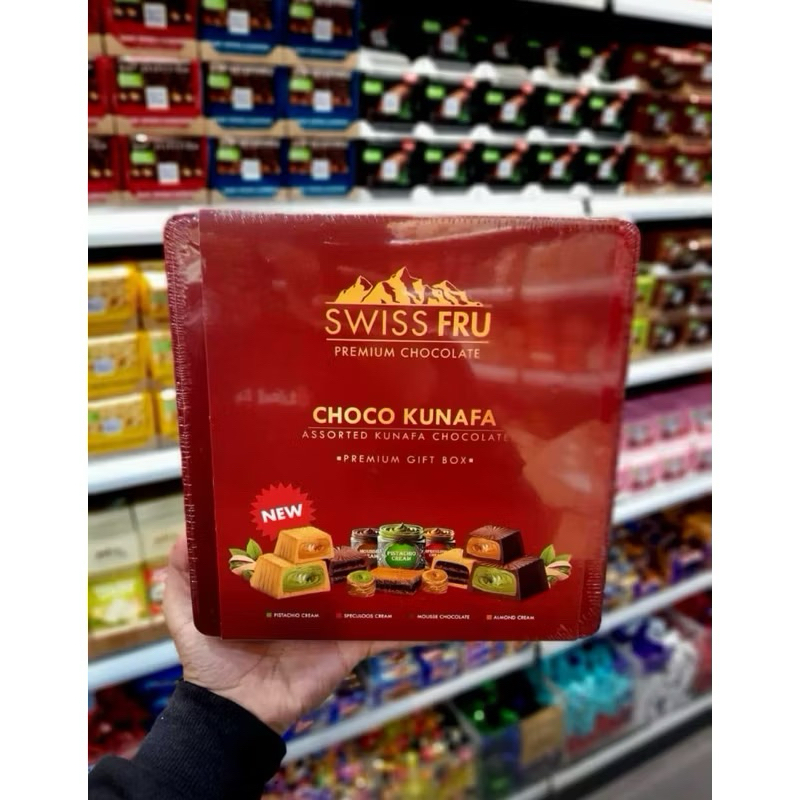 SWISS FRU
PREMIUM CHOCOLATE
CHOCO KUNAFA
ASSORTED KUNAFA CHOCOLATE
▪PREMIUM GIFT BOX▪
NEW
PISTACHIO
CREAM
PISTACHIO CREAM
SPECULOOS CREAM
MOUSSE CHOCOLATE
ALMOND CREAM